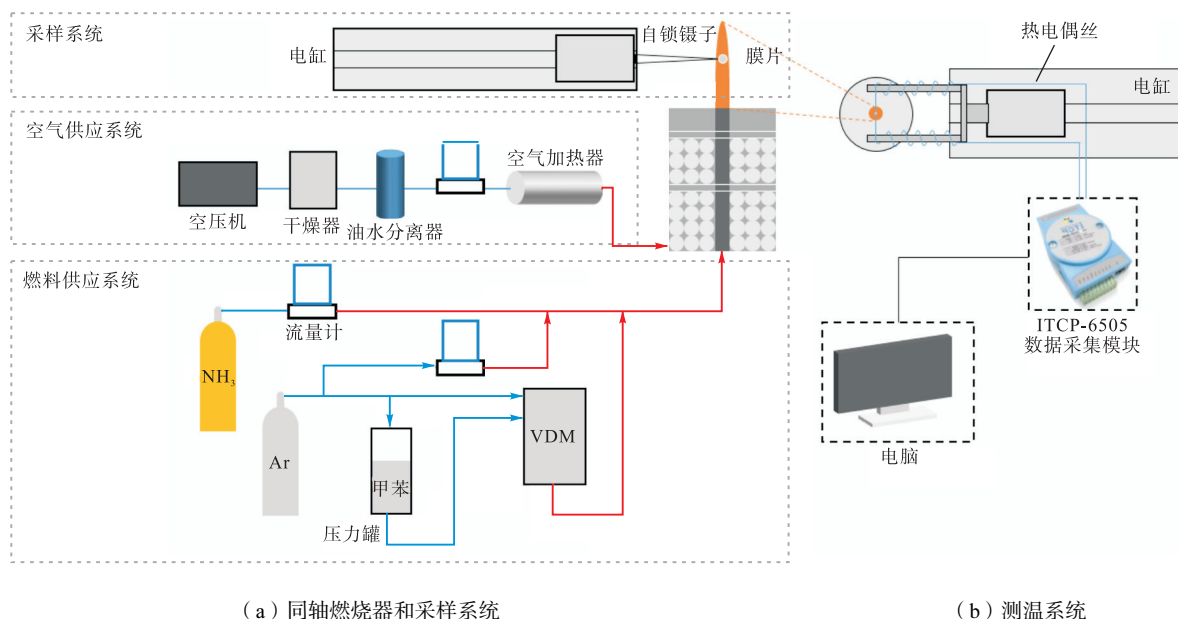 采样系统
电缸
自锁镊子
膜片
热电偶丝
电缸
空气供应系统
空压机
干燥器
油水分离器
空气加热器
燃料供应系统
流量计
NH₃
Ar
甲苯
压力罐
VDM
ITCP-6505
数据采集模块
电脑
（a）同轴燃烧器和采样系统
（b）测温系统